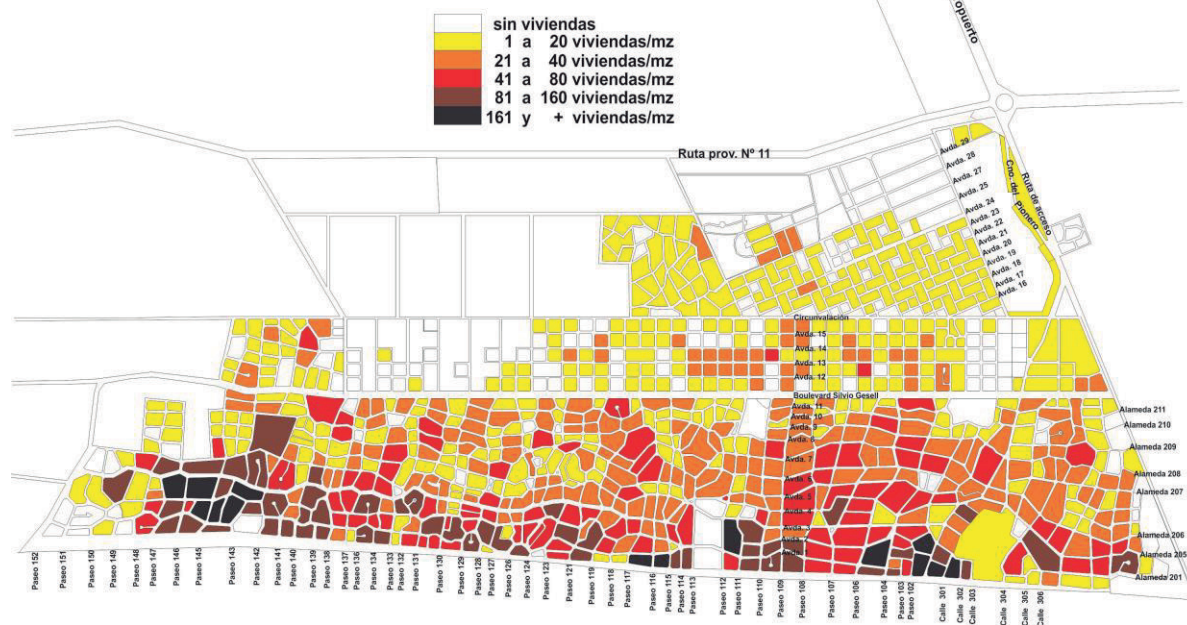 sin viviendas
1 a 20 viviendas/mz
21 a 40 viviendas/mz
41 a 80 viviendas/mz
81 a 160 viviendas/mz
161 y + viviendas/mz
opuerto
Ruta prov. Nº 11
Avda. 29
Avda. 28
Avda. 27
Avda. 25
Avda. 24
Avda. 23
Avda. 22
Avda. 21
Avda. 20
Avda. 19
Avda. 18
Avda. 17
Avda. 16
Cno. del Pionero
Ruta de acceso
Circunvalación
Avda. 15
Avda. 14
Avda. 13
Avda. 12
Boulevard Silvio Gesell
Avda. 11
Avda. 10
Avda. 9
Avda. 8
Avda. 7
Avda. 6
Avda. 5
Avda. 4
Avda. 3
Avda. 2
Avda. 1
Alameda 211
Alameda 210
Alameda 209
Alameda 208
Alameda 207
Alameda 206
Alameda 205
Alameda 201
Paseo 152
Paseo 151
Paseo 150
Paseo 149
Paseo 148
Paseo 147
Paseo 146
Paseo 145
Paseo 143
Paseo 142
Paseo 141
Paseo 140
Paseo 139
Paseo 138
Paseo 137
Paseo 136
Paseo 134
Paseo 133
Paseo 132
Paseo 131
Paseo 130
Paseo 129
Paseo 128
Paseo 127
Paseo 126
Paseo 124
Paseo 123
Paseo 121
Paseo 119
Paseo 118
Paseo 117
Paseo 116
Paseo 115
Paseo 114
Paseo 113
Paseo 112
Paseo 111
Paseo 110
Paseo 109
Paseo 108
Paseo 107
Paseo 106
Paseo 104
Paseo 103
Paseo 102
Calle 301
Calle 302
Calle 303
Calle 304
Calle 305
Calle 306